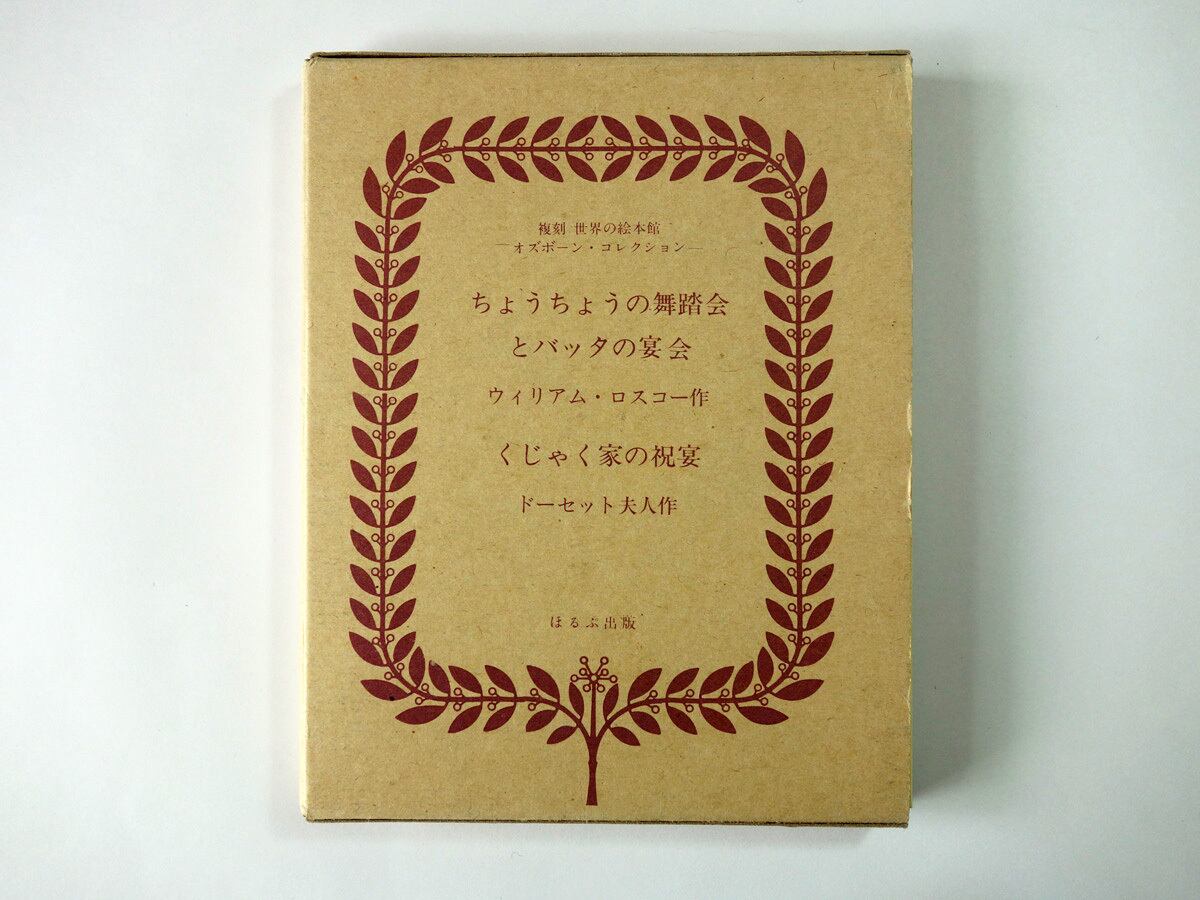 複刻 世界の絵本館
―オズボーン・コレクション―
ちょうちょうの舞踏会
とバッタの宴会
ウィリアム・ロスコー作
くじゃく家の祝宴
ドーセット夫人作
ほるぷ出版